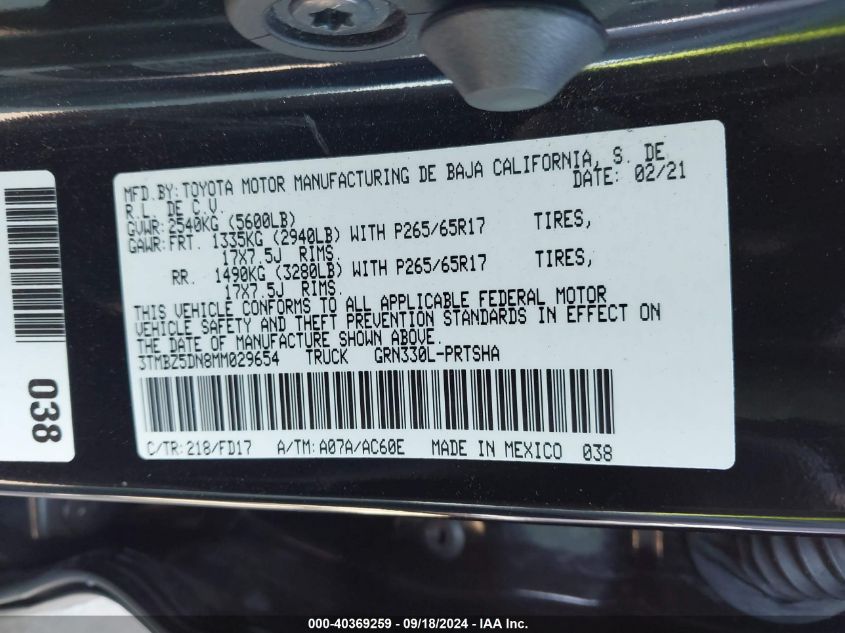 MFD.BY:TOYOTA MOTOR MANUFACTURING DE BAJA CALIFORNIA, S. DE
R.L. DE C.V. DATE: 02/21
GVWR:2540KG (5600LB)
GAWR:FRT. 1335KG (2940LB) WITH P265/65R17 TIRES,
17X7.5J RIMS.
RR. 1490KG (3280LB) WITH P265/65R17 TIRES,
17X7.5J RIMS.
THIS VEHICLE CONFORMS TO ALL APPLICABLE FEDERAL MOTOR
VEHICLE SAFETY AND THEFT PREVENTION STANDARDS IN EFFECT ON
THE DATE OF MANUFACTURE SHOWN ABOVE.
3TMBZ5DN8MM029654 TRUCK GRN330L-PRTSHA
C/TR:218/FD17 A/TM:A07A/AC60E MADE IN MEXICO 038
038
000-40369259 - 09/18/2024 - IAA Inc.